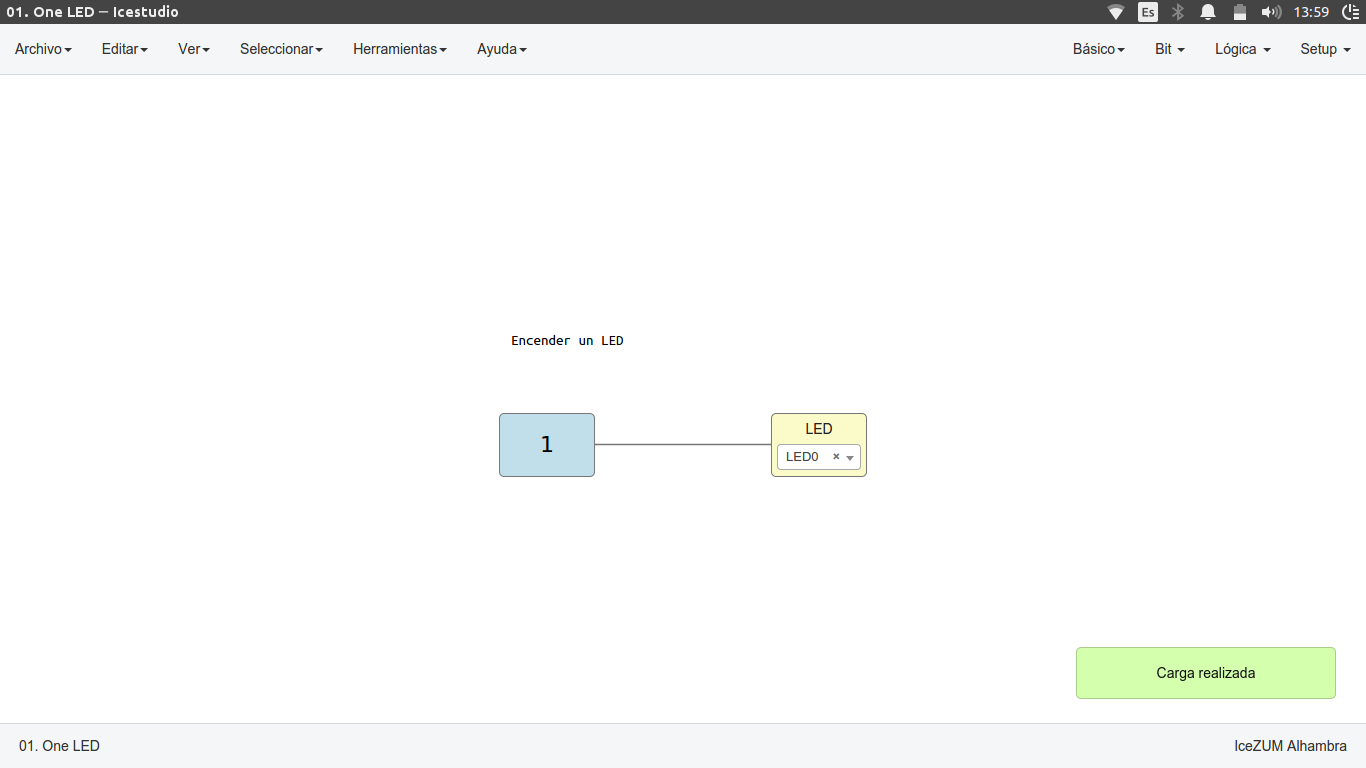 01. One LED – Icestudio
Es
13:59
Archivo Editar Ver Seleccionar Herramientas Ayuda Básico Bit Lógica Setup
Encender un LED
1
LED
LED0 ×
Carga realizada
01. One LED
IceZUM Alhambra